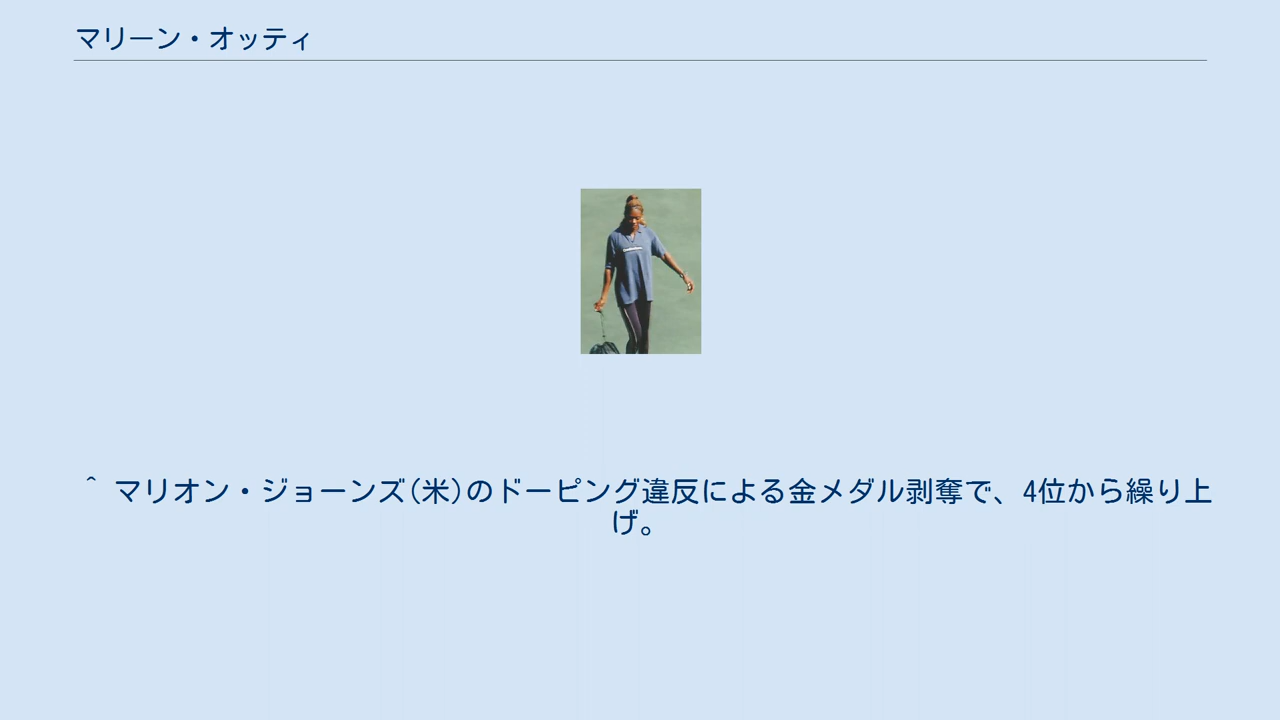 マリーン・オッティ
^ マリオン・ジョーンズ(米)のドーピング違反による金メダル剥奪で、4位から繰り上
げ。